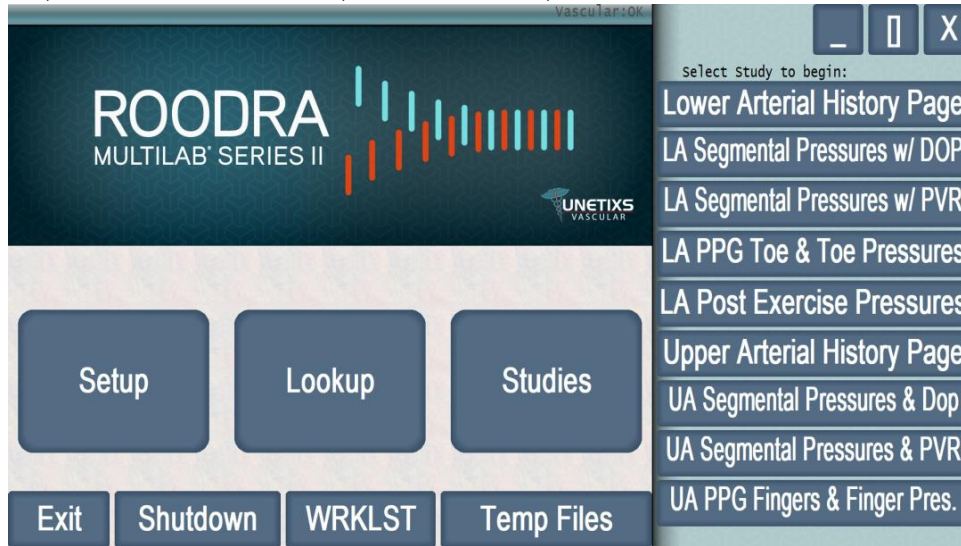 Vascular:OK
ROODRA
MULTILAB® SERIES II
UNETIXS
VASCULAR
Setup
Lookup
Studies
Exit
Shutdown
WRKLST
Temp Files
_ [] X
Select Study to begin:
Lower Arterial History Page
LA Segmental Pressures w/ DOP
LA Segmental Pressures w/ PVR
LA PPG Toe & Toe Pressures
LA Post Exercise Pressures
Upper Arterial History Page
UA Segmental Pressures & Dop
UA Segmental Pressures & PVR
UA PPG Fingers & Finger Pres.